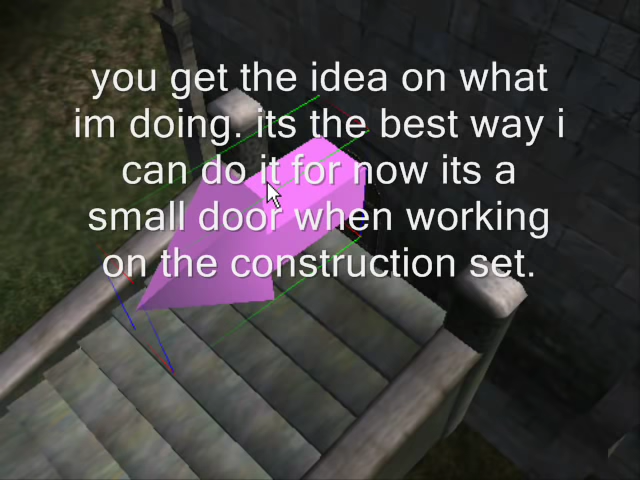 you get the idea on what
im doing. its the best way i
can do it for now its a
small door when working
on the construction set.